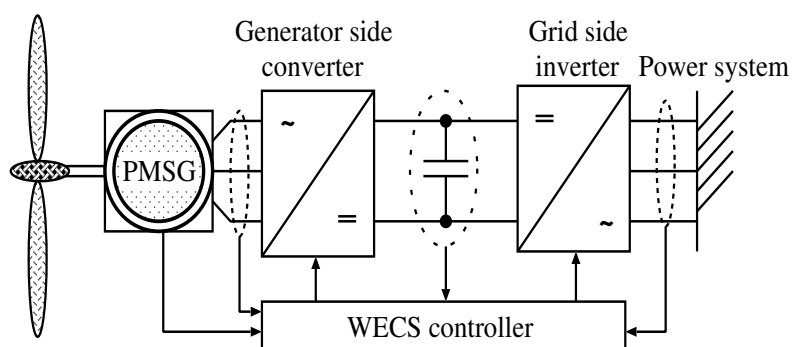 Generator side
converter
Grid side
inverter
Power system
PMSG
~
=
=
~
WECS controller